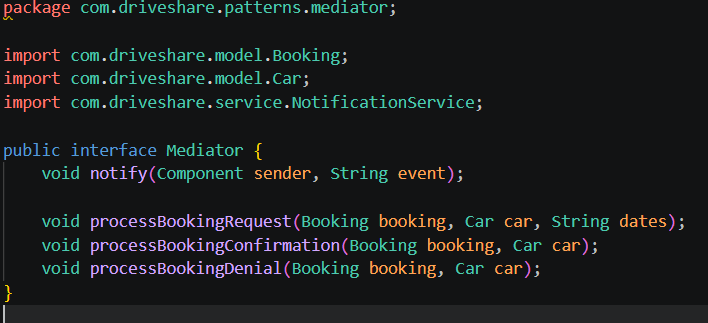 package com.driveshare.patterns.mediator;
import com.driveshare.model.Booking;
import com.driveshare.model.Car;
import com.driveshare.service.NotificationService;
public interface Mediator {
void notify(Component sender, String event);
void processBookingRequest(Booking booking, Car car, String dates);
void processBookingConfirmation(Booking booking, Car car);
void processBookingDenial(Booking booking, Car car);
}